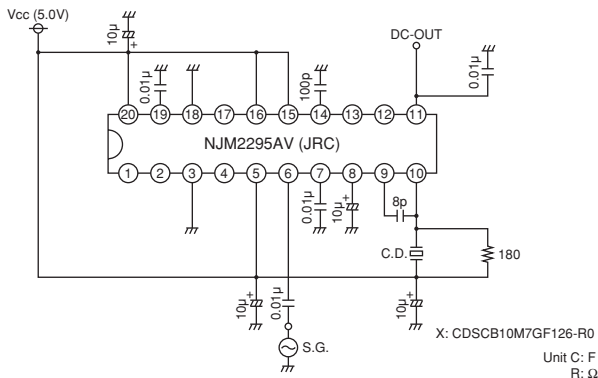 Vcc (5.0V)
10μ
+
DC-OUT
0.01μ
100p
0.01μ
20 19 18 17 16 15 14 13 12 11
NJM2295AV (JRC)
1 2 3 4 5 6 7 8 9 10
0.01μ
10μ
+
8p
C.D.
180
10μ
+
0.01μ
10μ
+
S.G.
X: CDSCB10M7GF126-R0
Unit C: F
R: Ω